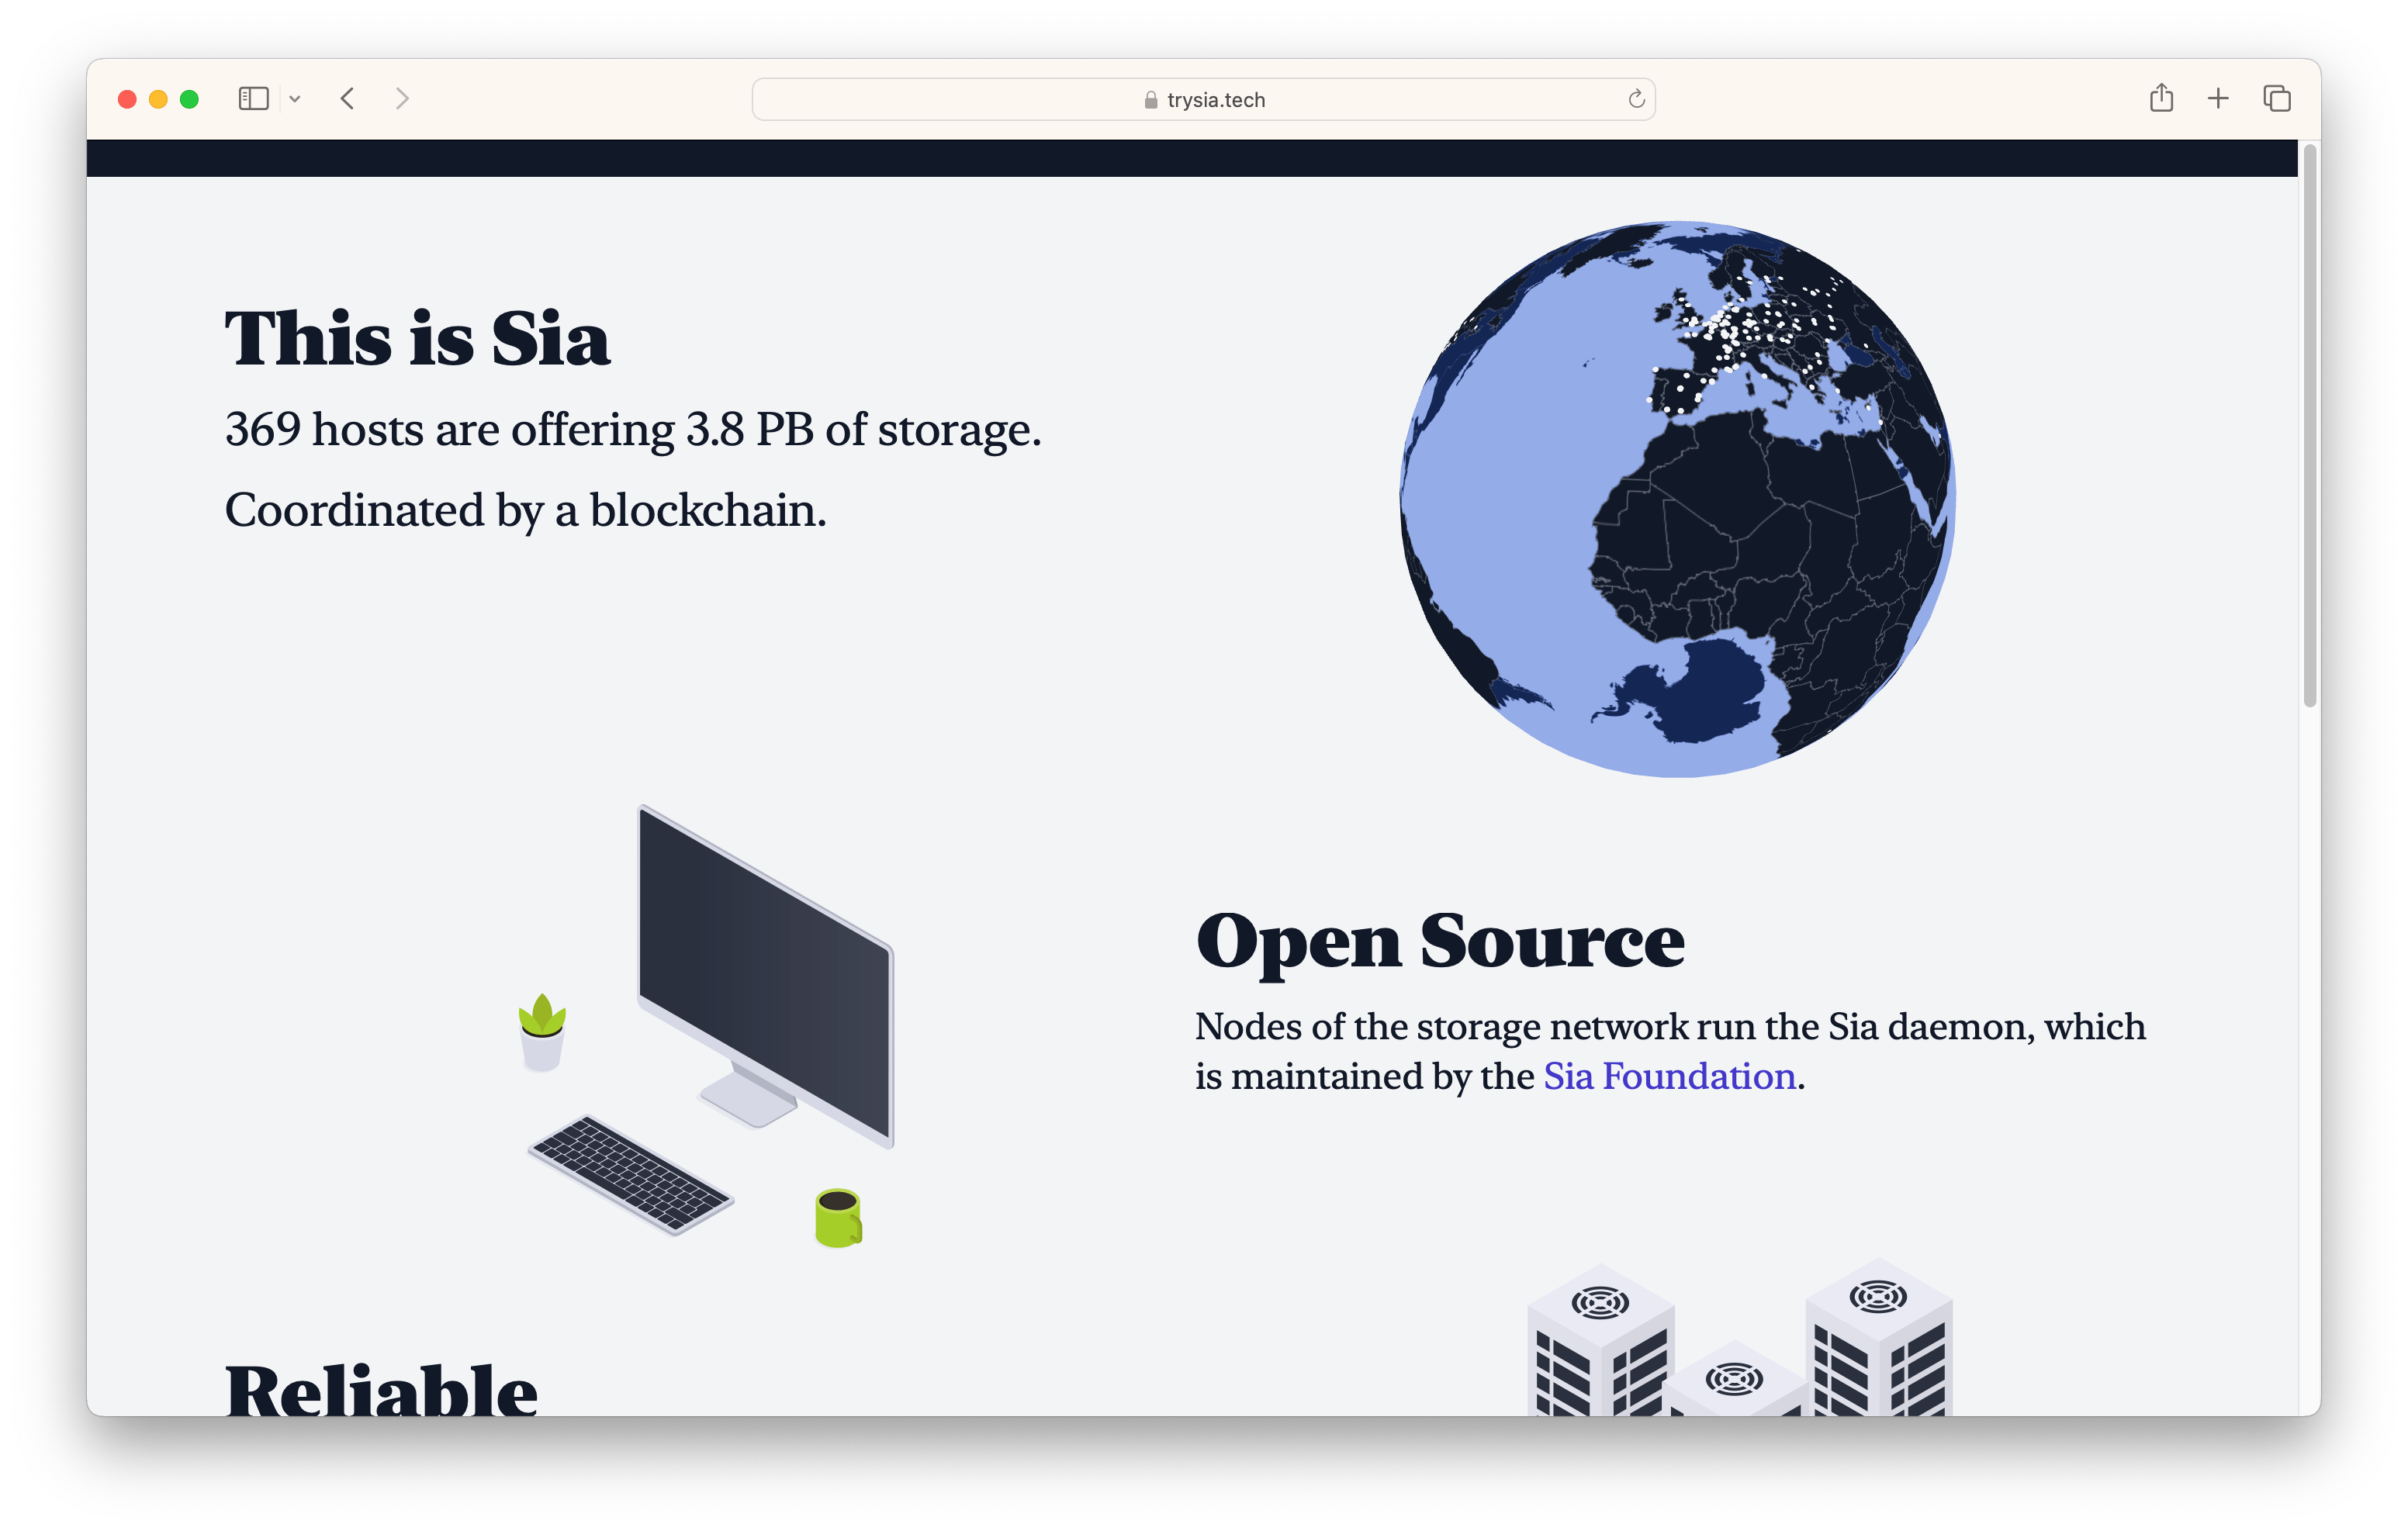 trysia.tech
This is Sia
369 hosts are offering 3.8 PB of storage.
Coordinated by a blockchain.
Open Source
Nodes of the storage network run the Sia daemon, which
is maintained by the Sia Foundation.
Reliable